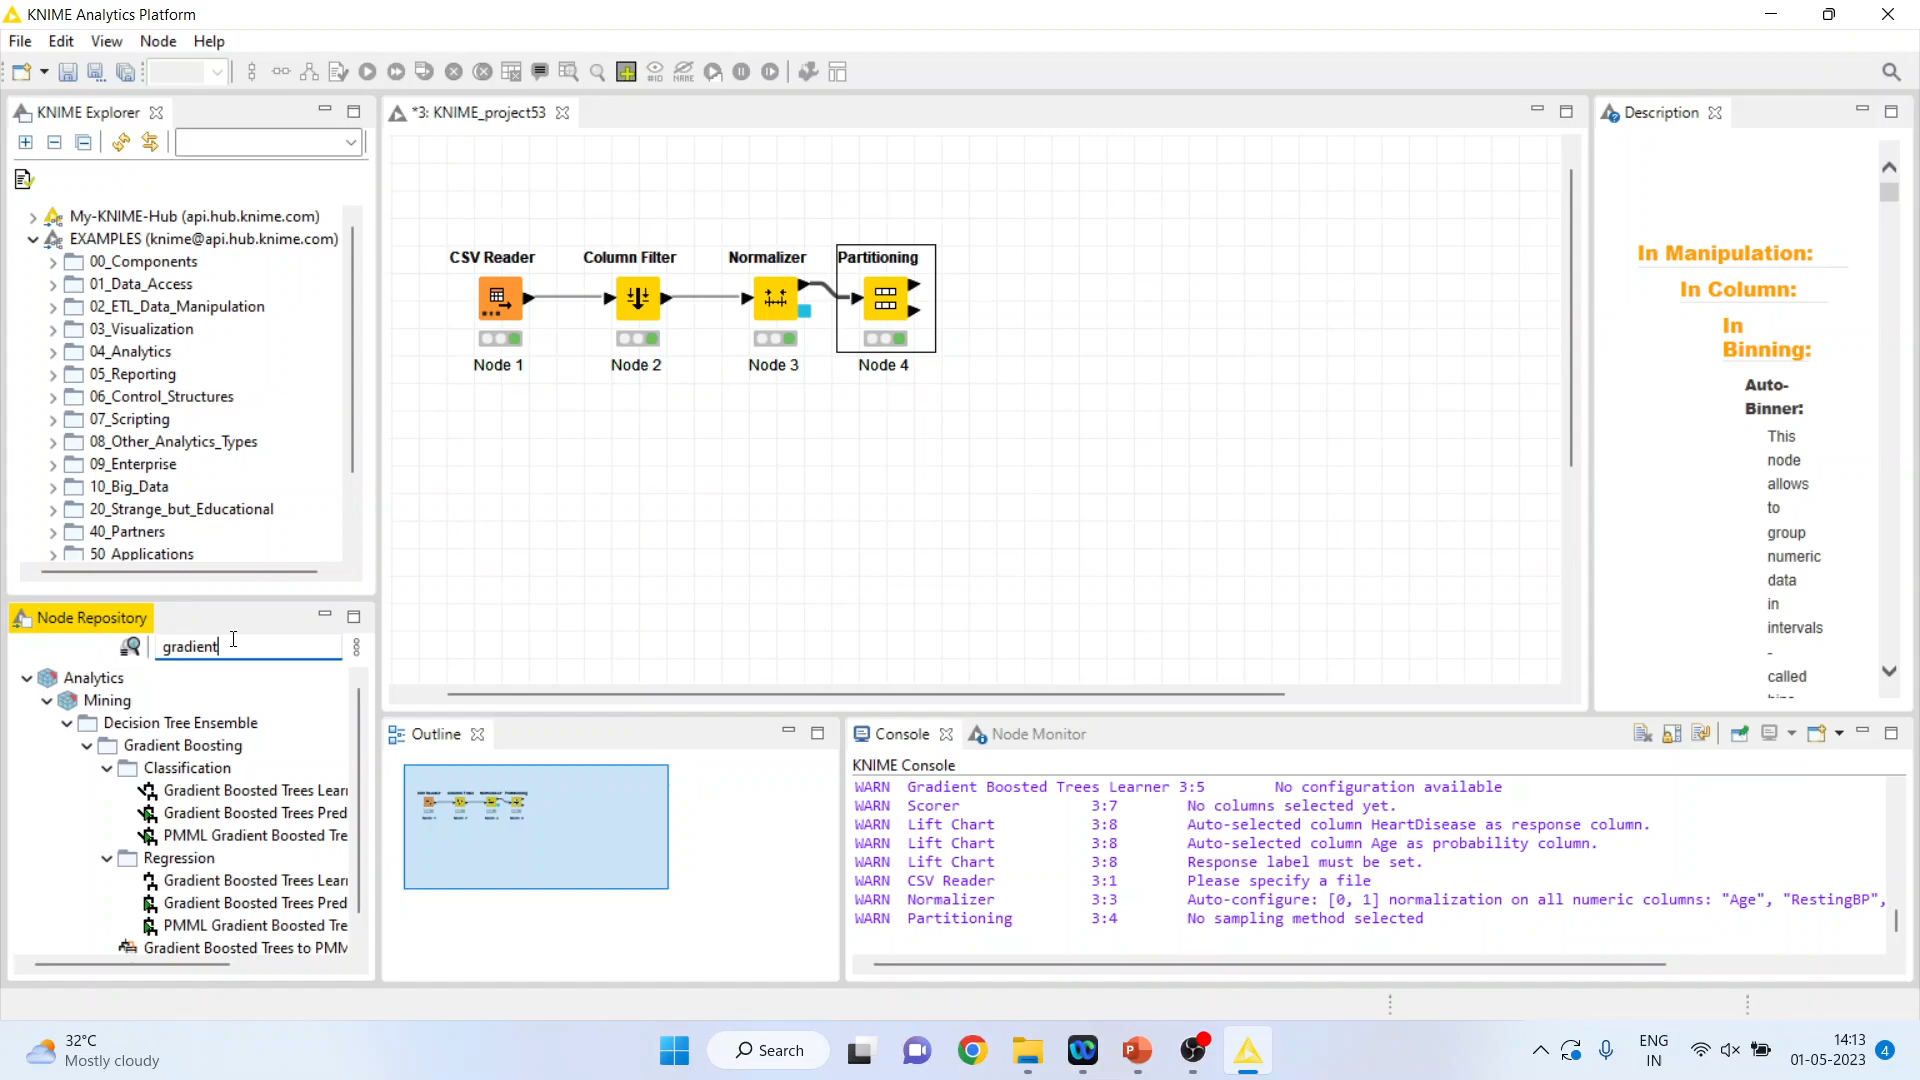 KNIME Analytics Platform
File Edit View Node Help
KNIME Explorer
*3: KNIME_project53
Description
My-KNIME-Hub (api.hub.knime.com)
EXAMPLES (knime@api.hub.knime.com)
00_Components
01_Data_Access
02_ETL_Data_Manipulation
03_Visualization
04_Analytics
05_Reporting
06_Control_Structures
07_Scripting
08_Other_Analytics_Types
09_Enterprise
10_Big_Data
20_Strange_but_Educational
40_Partners
50_Applications
CSV Reader
Node 1
Column Filter
Node 2
Normalizer
Node 3
Partitioning
Node 4
In Manipulation:
In Column:
In
Binning:
Auto-
Binner:
This
node
allows
to
group
numeric
data
in
intervals
-
called
Node Repository
gradient
Analytics
Mining
Decision Tree Ensemble
Gradient Boosting
Classification
Gradient Boosted Trees Lear
Gradient Boosted Trees Pred
PMML Gradient Boosted Tre
Regression
Gradient Boosted Trees Lear
Gradient Boosted Trees Pred
PMML Gradient Boosted Tre
Gradient Boosted Trees to PMM
Outline
Console
Node Monitor
KNIME Console
WARN Gradient Boosted Trees Learner 3:5 No configuration available
WARN Scorer 3:7 No columns selected yet.
WARN Lift Chart 3:8 Auto-selected column HeartDisease as response column.
WARN Lift Chart 3:8 Auto-selected column Age as probability column.
WARN Lift Chart 3:8 Response label must be set.
WARN CSV Reader 3:1 Please specify a file
WARN Normalizer 3:3 Auto-configure: [0, 1] normalization on all numeric columns: "Age", "RestingBP",
WARN Partitioning 3:4 No sampling method selected
32°C
Mostly cloudy
Search
ENG
IN
14:13
01-05-2023
4